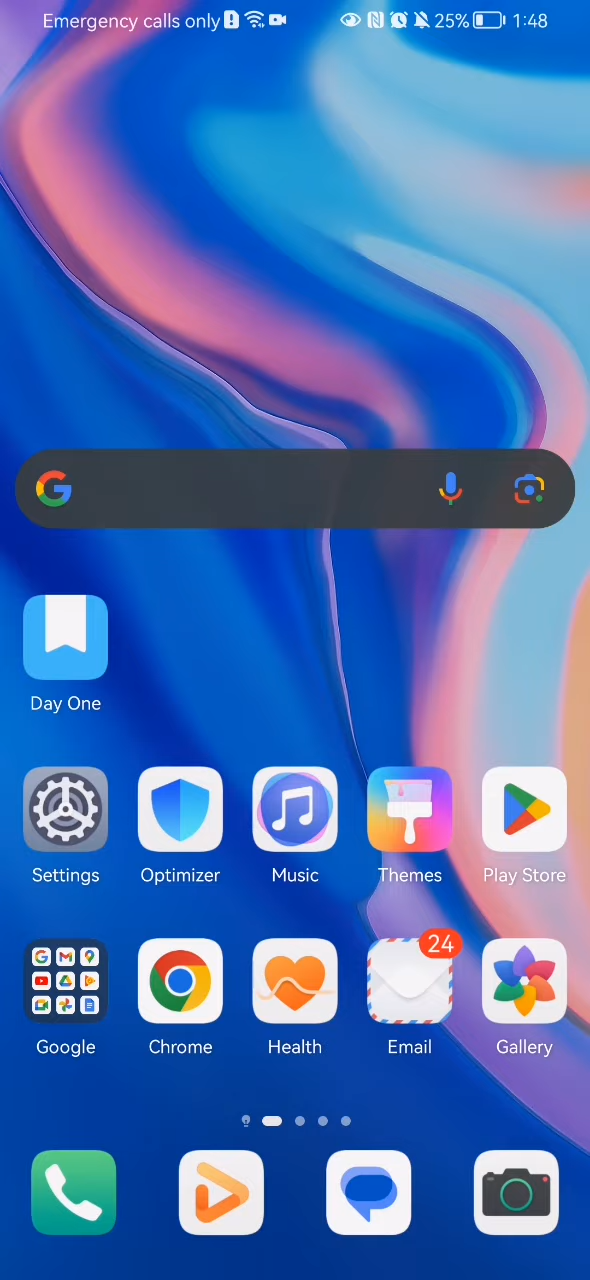 Emergency calls only 25% 1:48
Day One
Settings Optimizer Music Themes Play Store
24
Google Chrome Health Email Gallery